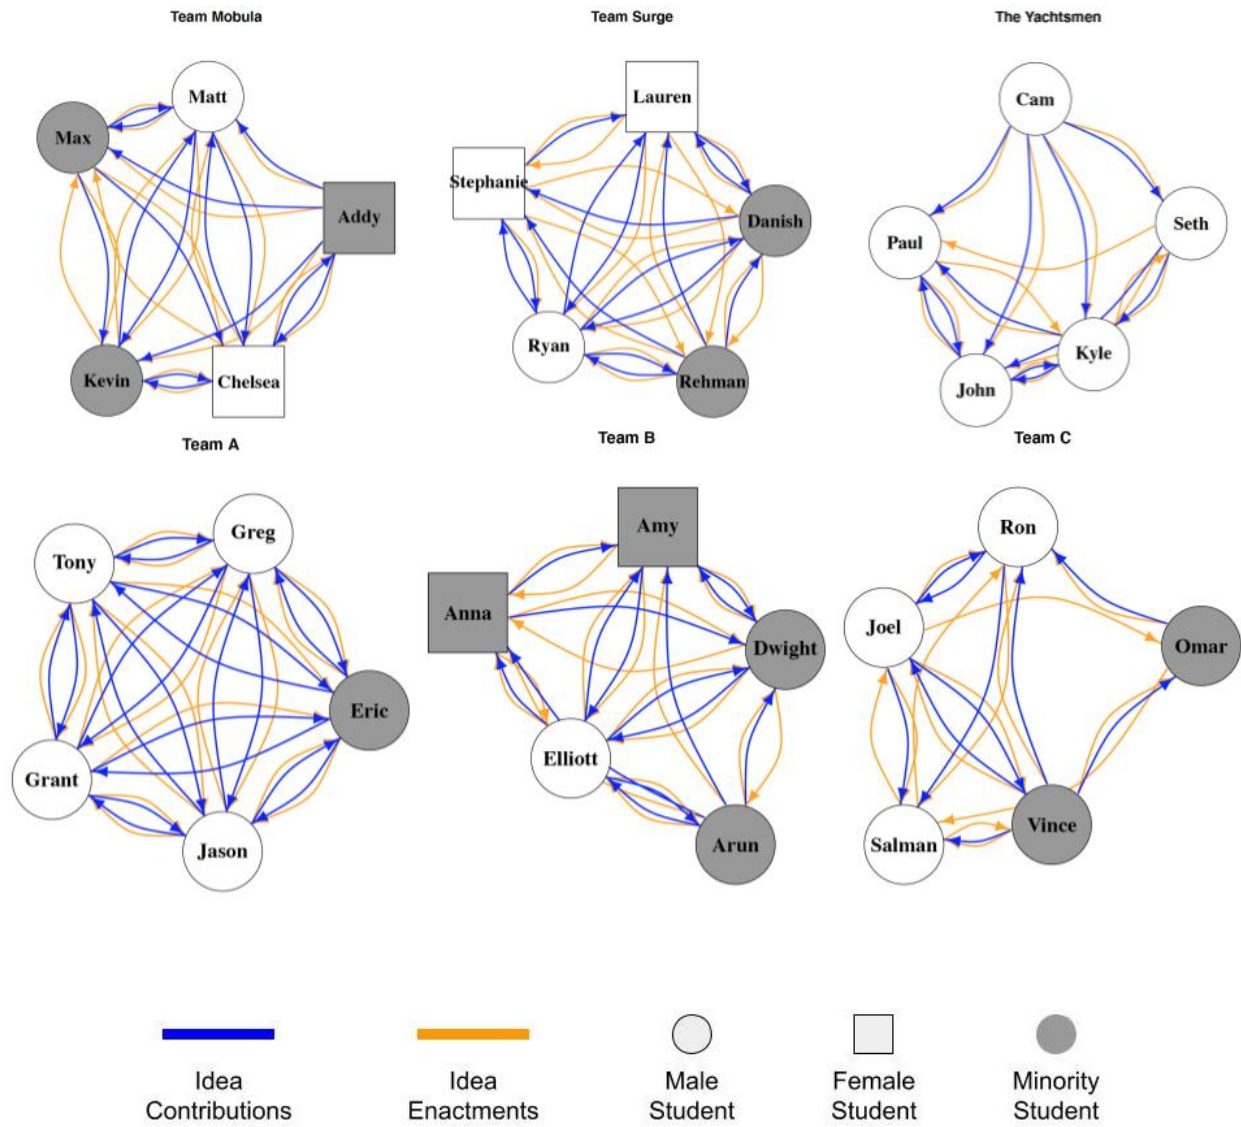 Team Mobula
Team Surge
The Yachtsmen
Matt
Max
Addy
Kevin
Chelsea
Lauren
Stephanie
Danish
Ryan
Rehman
Cam
Seth
Paul
Kyle
John
Team A
Team B
Team C
Greg
Tony
Eric
Grant
Jason
Amy
Anna
Dwight
Elliott
Arun
Ron
Joel
Omar
Vince
Salman
Idea
Contributions
Idea
Enactments
Male
Student
Female
Student
Minority
Student